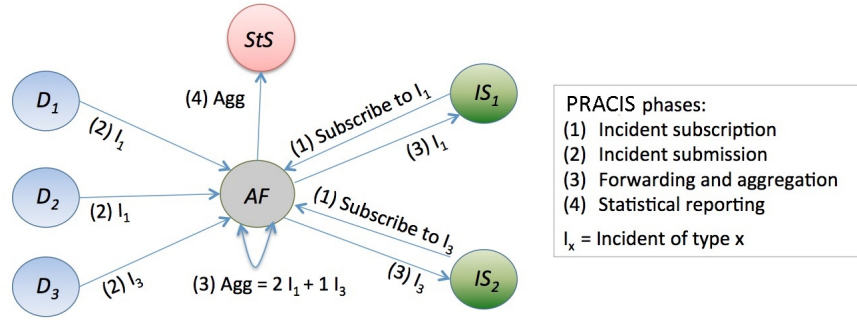 StS
D₁
(2) I₁
(4) Agg
(1) Subscribe to I₁
IS₁
(3) I₁
D₂
(2) I₁
AF
(1) Subscribe to I₃
D₃
(2) I₃
(3) Agg = 2 I₁ + 1 I₃
(3) I₃
IS₂
PRACIS phases:
(1) Incident subscription
(2) Incident submission
(3) Forwarding and aggregation
(4) Statistical reporting
Iₓ = Incident of type x